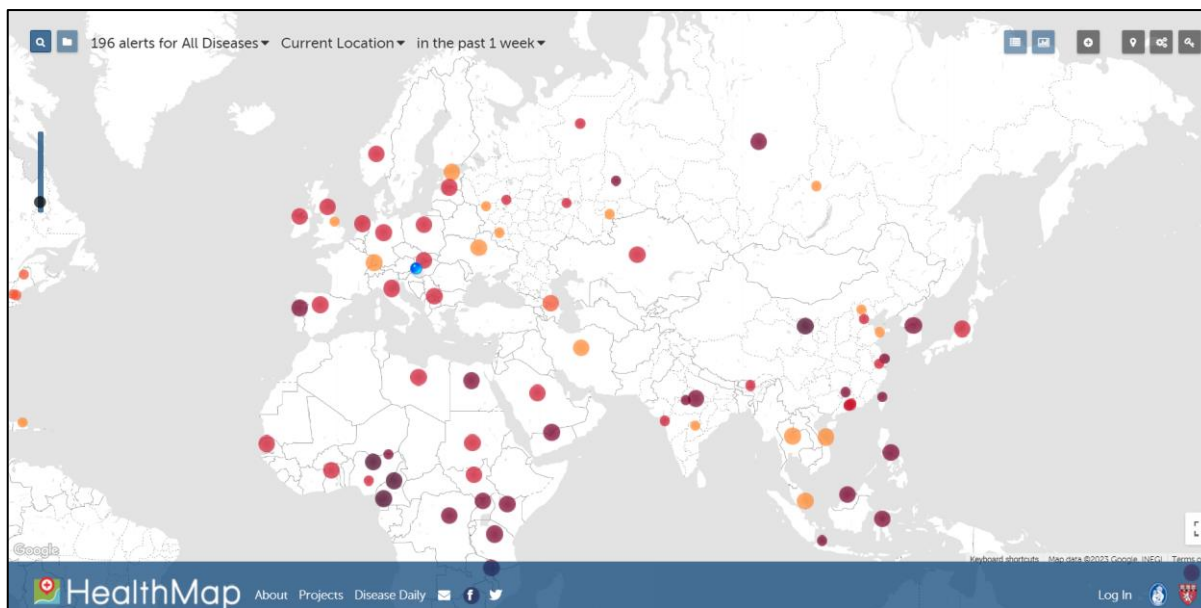 196 alerts for All Diseases Current Location in the past 1 week
Google
Keyboard shortcuts Map data ©2023 Google, INEGI Terms o
HealthMap About Projects Disease Daily Log In